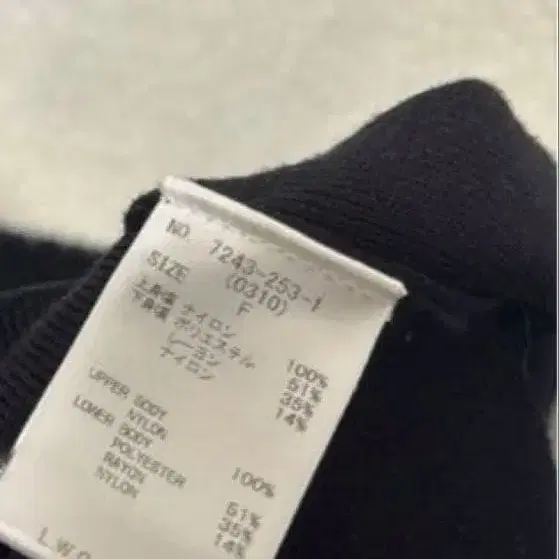 NO. 7243-253-1
(0310)
SIZE F
上身頃 ナイロン 100%
下身頃 ポリエステル 51%
レーヨン 35%
ナイロン 14%
UPPER BODY
NYLON 100%
LOWER BODY
POLYESTER 51%
RAYON 35%
NYLON 14%